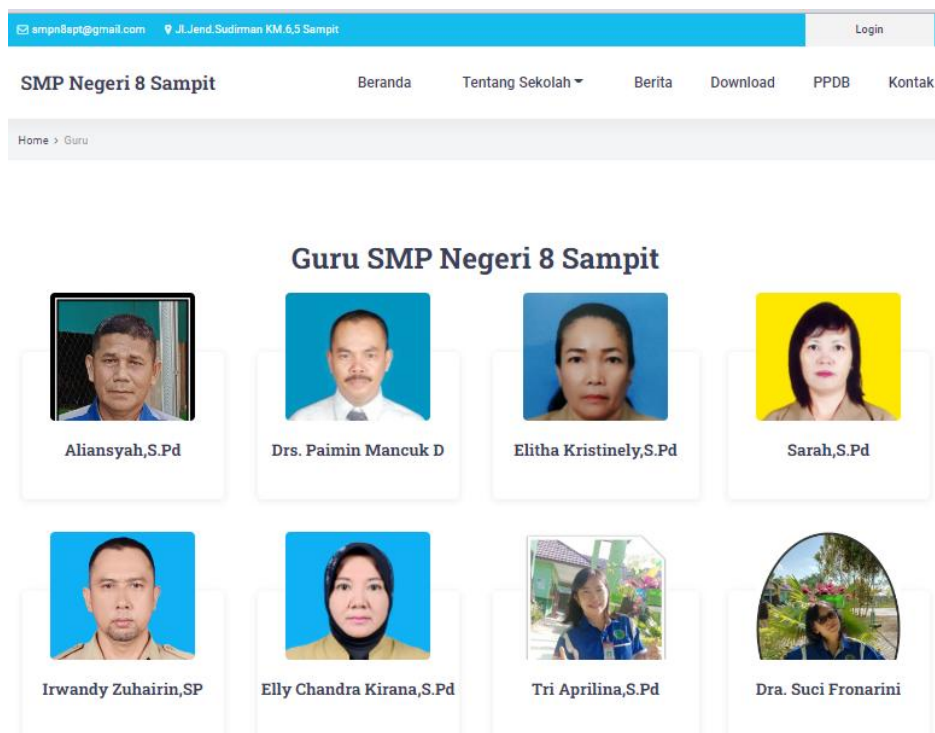 smpn8spt@gmail.com Jl.Jend.Sudirman KM.6,5 Sampit Login
SMP Negeri 8 Sampit Beranda Tentang Sekolah Berita Download PPDB Kontak
Home > Guru
Guru SMP Negeri 8 Sampit
Aliansyah,S.Pd Drs. Paimin Mancuk D Elitha Kristinely,S.Pd Sarah,S.Pd
Irwandy Zuhairin,SP Elly Chandra Kirana,S.Pd Tri Aprilina,S.Pd Dra. Suci Fronarini